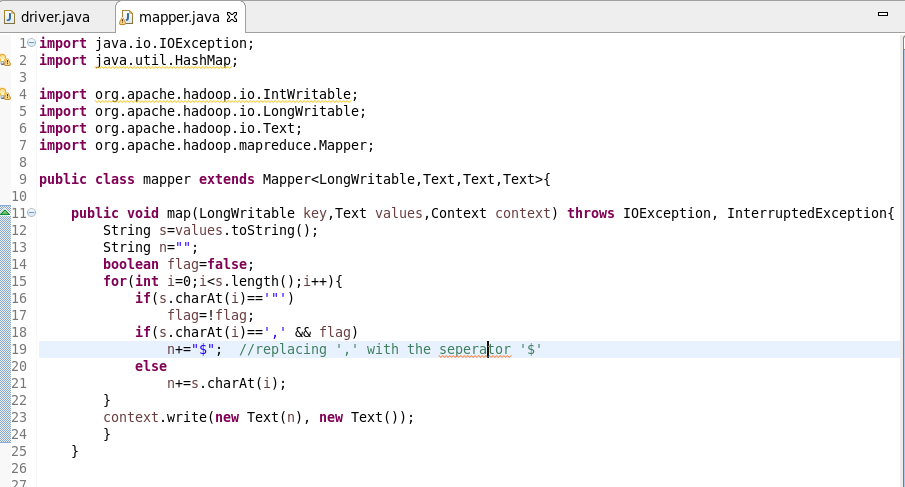 driver.java mapper.java
1 import java.io.IOException;
2 import java.util.HashMap;
3
4 import org.apache.hadoop.io.IntWritable;
5 import org.apache.hadoop.io.LongWritable;
6 import org.apache.hadoop.io.Text;
7 import org.apache.hadoop.mapreduce.Mapper;
8
9 public class mapper extends Mapper<LongWritable,Text,Text,Text>{
10
11 public void map(LongWritable key,Text values,Context context) throws IOException, InterruptedException{
12 String s=values.toString();
13 String n="";
14 boolean flag=false;
15 for(int i=0;i<s.length();i++){
16 if(s.charAt(i)=='"')
17 flag=!flag;
18 if(s.charAt(i)==',' && flag)
19 n+="$"; //replacing ',' with the seperator '$'
20 else
21 n+=s.charAt(i);
22 }
23 context.write(new Text(n), new Text());
24 }
25 }
26
27